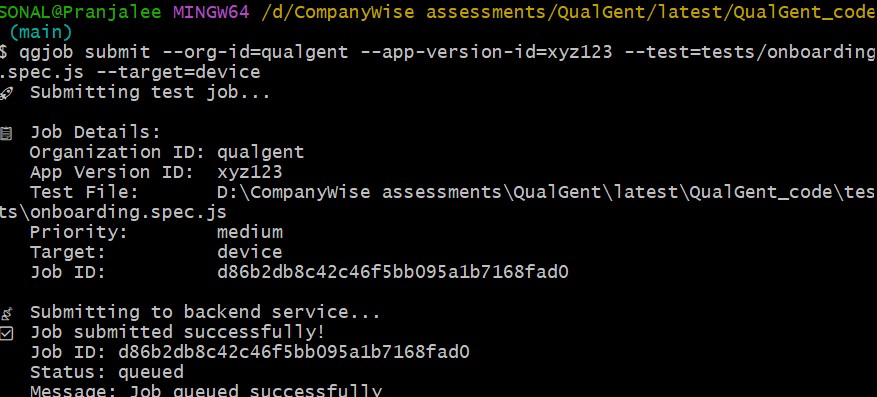 SONAL@Pranjalee MINGW64 /d/CompanyWise assessments/QualGent/latest/QualGent_code
(main)
$ qgjob submit --org-id=qualgent --app-version-id=xyz123 --test=tests/onboarding
.spec.js --target=device
🚀 Submitting test job...
📋 Job Details:
Organization ID: qualgent
App Version ID: xyz123
Test File: D:\CompanyWise assessments\QualGent\latest\QualGent_code\tes
ts\onboarding.spec.js
Priority: medium
Target: device
Job ID: d86b2db8c42c46f5bb095a1b7168fad0
📡 Submitting to backend service...
☑ Job submitted successfully!
Job ID: d86b2db8c42c46f5bb095a1b7168fad0
Status: queued
Message: Job queued successfully